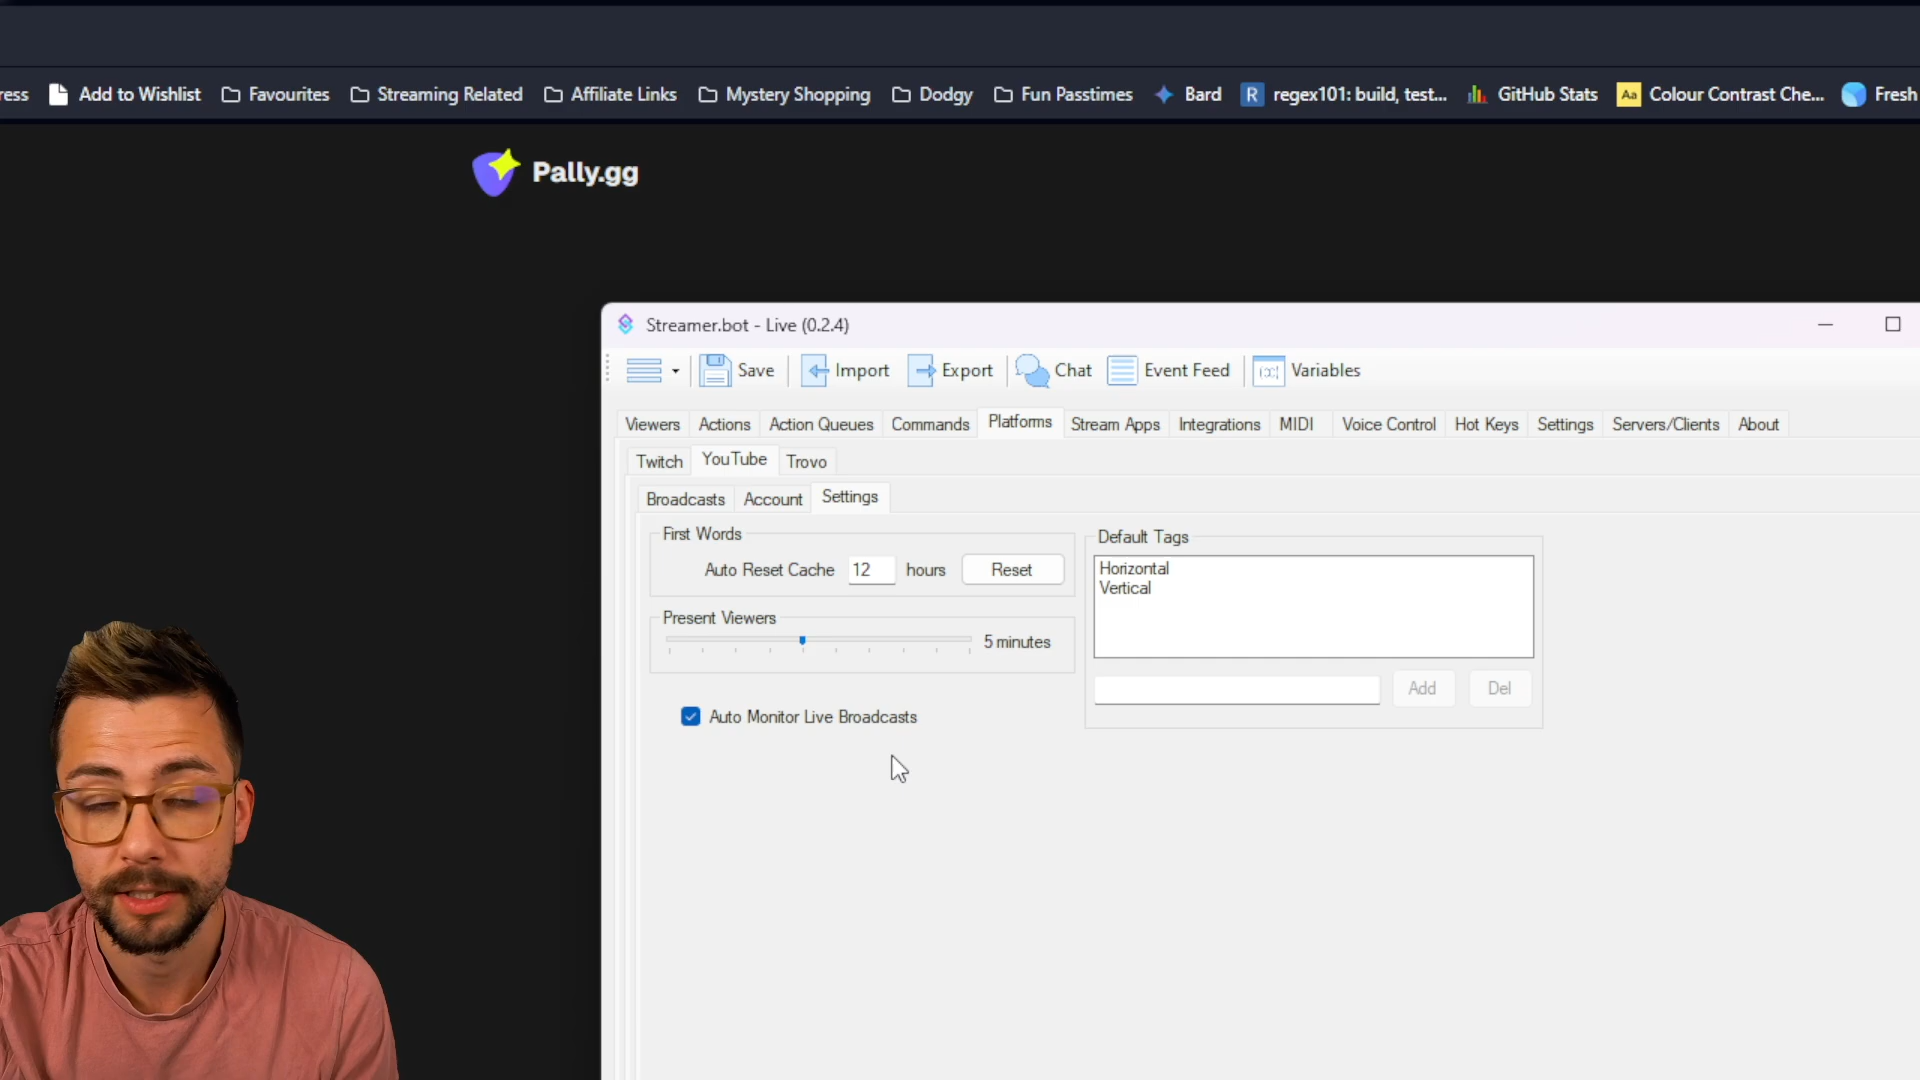 ress Add to Wishlist Favourites Streaming Related Affiliate Links Mystery Shopping Dodgy Fun Passtimes Bard R regex101: build, test... GitHub Stats Aa Colour Contrast Che... Fresh
Pally.gg
Streamer.bot - Live (0.2.4)
Save Import Export Chat Event Feed Variables
Viewers Actions Action Queues Commands Platforms Stream Apps Integrations MIDI Voice Control Hot Keys Settings Servers/Clients About
Twitch YouTube Trovo
Broadcasts Account Settings
First Words
Auto Reset Cache 12 hours Reset
Present Viewers
5 minutes
Auto Monitor Live Broadcasts
Default Tags
Horizontal
Vertical
Add Del